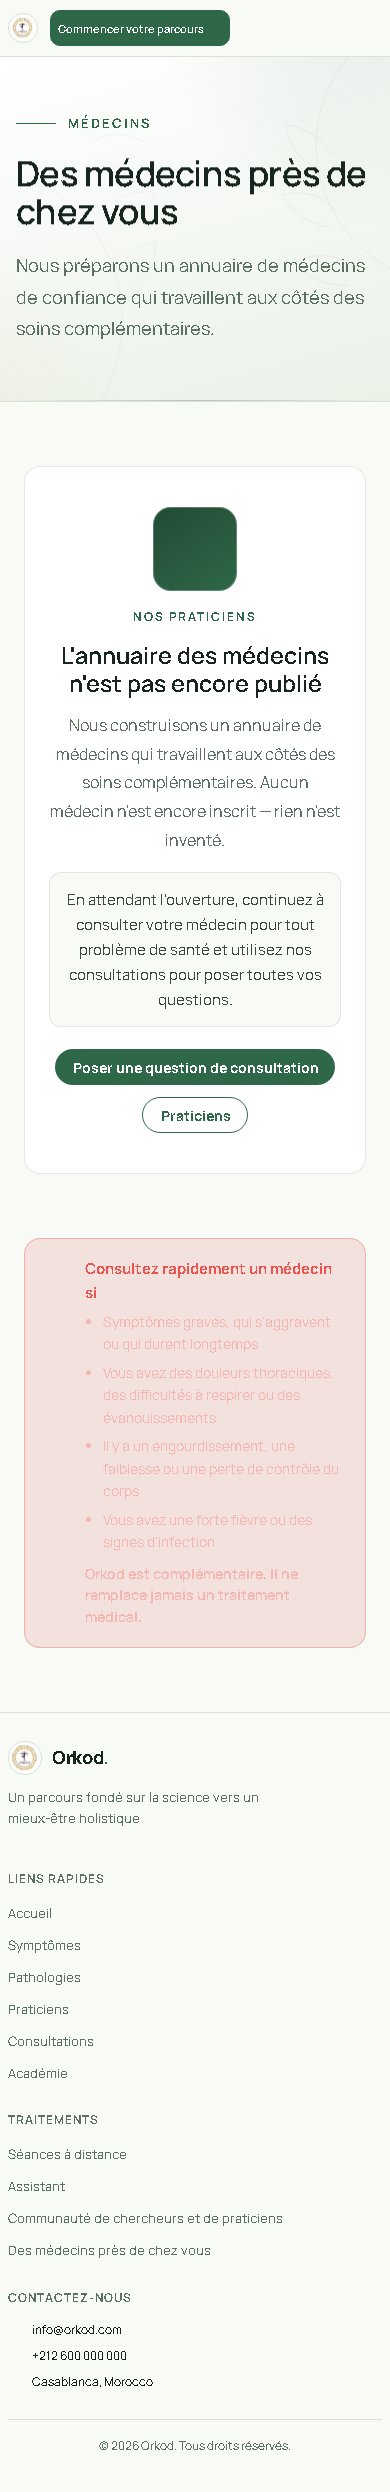 Commencer votre parcours
MÉDECINS
Des médecins près de
chez vous
Nous préparons un annuaire de médecins
de confiance qui travaillent aux côtés des
soins complémentaires.
NOS PRATICIENS
L'annuaire des médecins
n'est pas encore publié
Nous construisons un annuaire de
médecins qui travaillent aux côtés des
soins complémentaires. Aucun
médecin n'est encore inscrit — rien n'est
inventé.
En attendant l'ouverture, continuez à
consulter votre médecin pour tout
problème de santé et utilisez nos
consultations pour poser toutes vos
questions.
Poser une question de consultation
Praticiens
Consultez rapidement un médecin
si
• Symptômes graves, qui s'aggravent
ou qui durent longtemps
• Vous avez des douleurs thoraciques,
des difficultés à respirer ou des
évanouissements
• Il y a un engourdissement, une
faiblesse ou une perte de contrôle du
corps
• Vous avez une forte fièvre ou des
signes d'infection
Orkod est complémentaire. Il ne
remplace jamais un traitement
médical.
Orkod.
Un parcours fondé sur la science vers un
mieux-être holistique
LIENS RAPIDES
Accueil
Symptômes
Pathologies
Praticiens
Consultations
Académie
TRAITEMENTS
Séances à distance
Assistant
Communauté de chercheurs et de praticiens
Des médecins près de chez vous
CONTACTEZ-NOUS
info@orkod.com
+212 600 000 000
Casablanca, Morocco
© 2026 Orkod. Tous droits réservés.